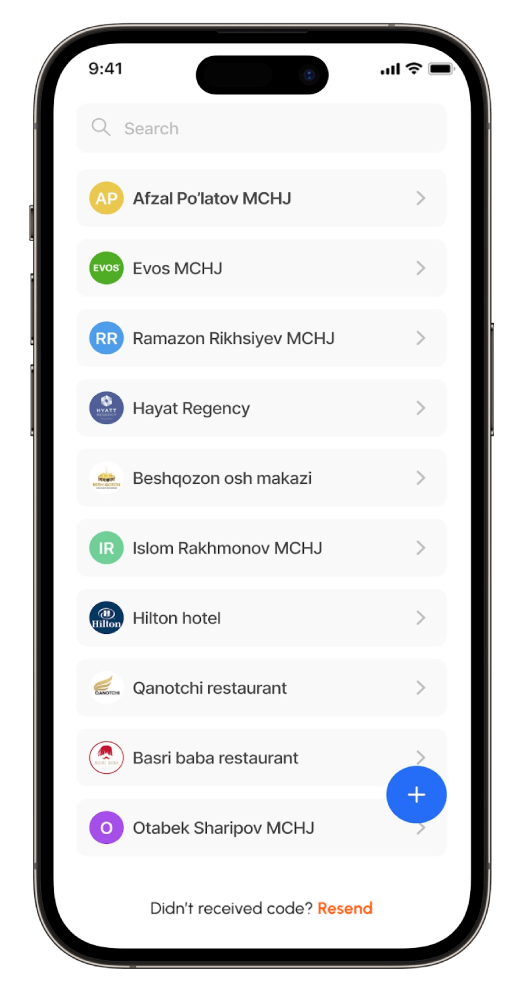 9:41
Search
AP Afzal Po'latov MCHJ
EVOS Evos MCHJ
RR Ramazon Rikhsiyev MCHJ
HYATT
Hayat Regency
Beshqozon osh makazi
IR Islom Rakhmonov MCHJ
Hilton Hilton hotel
QANOTCHI Qanotchi restaurant
Basri baba restaurant
O Otabek Sharipov MCHJ
+
Didn't received code? Resend